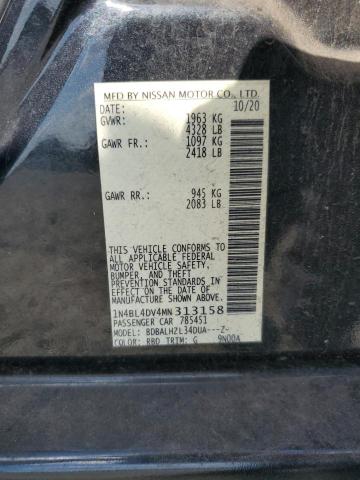 MFD BY NISSAN MOTOR CO., LTD.
DATE: 10/20
GVWR: 1963 KG
4328 LB
GAWR FR.: 1097 KG
2418 LB
GAWR RR.: 945 KG
2083 LB
THIS VEHICLE CONFORMS TO
ALL APPLICABLE FEDERAL
MOTOR VEHICLE SAFETY,
BUMPER, AND THEFT
PREVENTION STANDARDS IN
EFFECT ON THE DATE OF
MANUFACTURE SHOWN ABOVE.
1N4BL4DV4MN313158
PASSENGER CAR 785451
MODEL: BDBALH2L34DUA---Z-
COLOR: RBD TRIM: G 9N00A